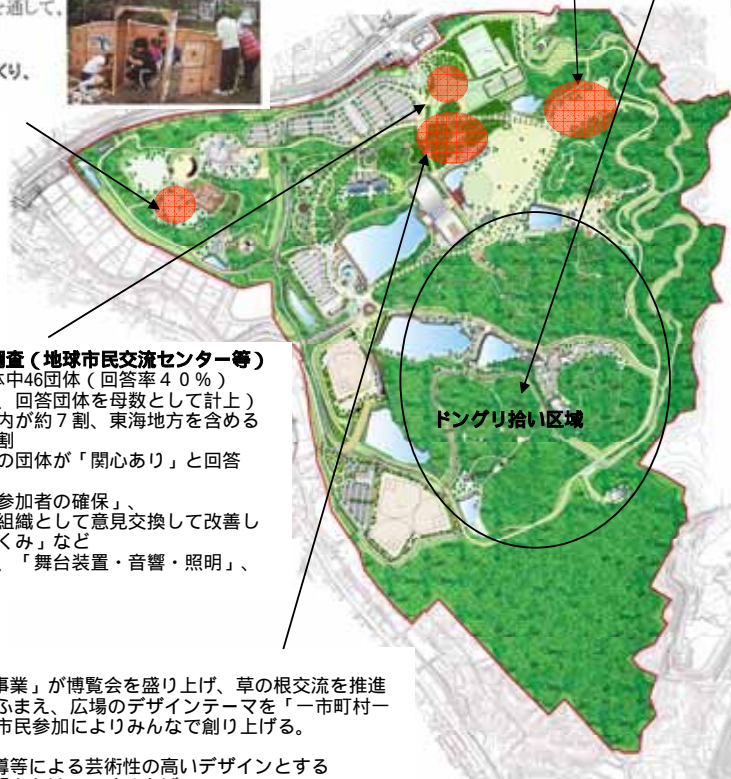 を通して、
くり、
調査（地球市民交流センター等）
体中46団体（回答率４０％）
、回答団体を母数として計上）
内が約７割、東海地方を含める
割
の団体が「関心あり」と回答
参加者の確保」、
組織として意見交換して改善し
くみ」など
、「舞台装置・音響・照明」、
ドングリ拾い区域
事業」が博覧会を盛り上げ、草の根交流を推進
ふまえ、広場のデザインテーマを「一市町村一
市民参加によりみんなで創り上げる。
導等による芸術性の高いデザインとする